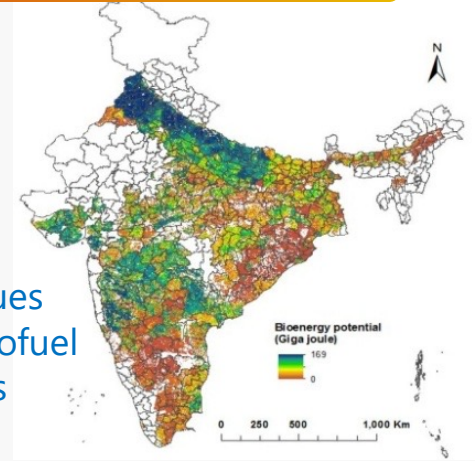 N
ues
ofuel
s
Bioenergy potential
(Giga joule)
169
0
0 250 500 1,000 Km